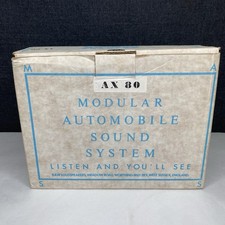 AX 80
M A
MODULAR
AUTOMOBILE
SOUND
SYSTEM
LISTEN AND YOU'LL SEE
S S